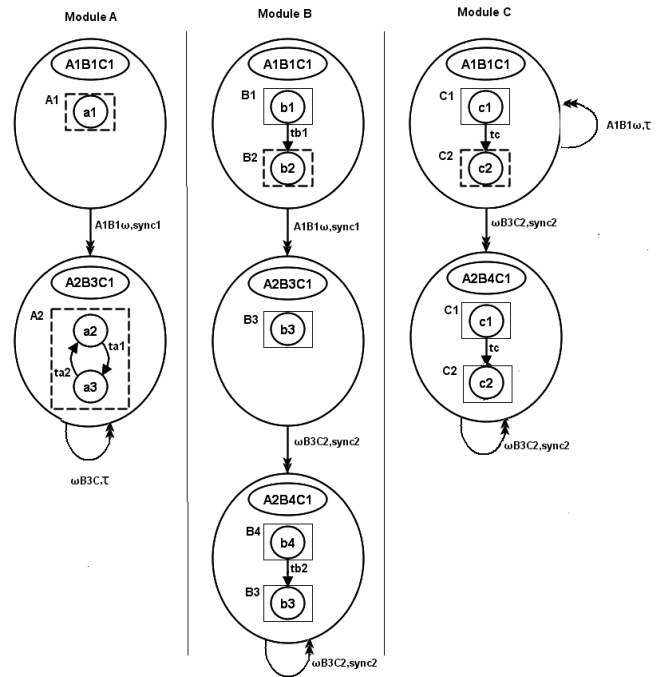 Module A
A1B1C1
A1
a1
A1B1ω,sync1
A2B3C1
A2
a2
ta1
ta2
a3
ωB3C,τ
Module B
A1B1C1
B1
b1
tb1
B2
b2
A1B1ω,sync1
A2B3C1
B3
b3
ωB3C2,sync2
A2B4C1
B4
b4
tb2
B3
b3
ωB3C2,sync2
Module C
A1B1C1
C1
c1
tc
C2
c2
A1B1ω,τ
ωB3C2,sync2
A2B4C1
C1
c1
tc
C2
c2
ωB3C2,sync2